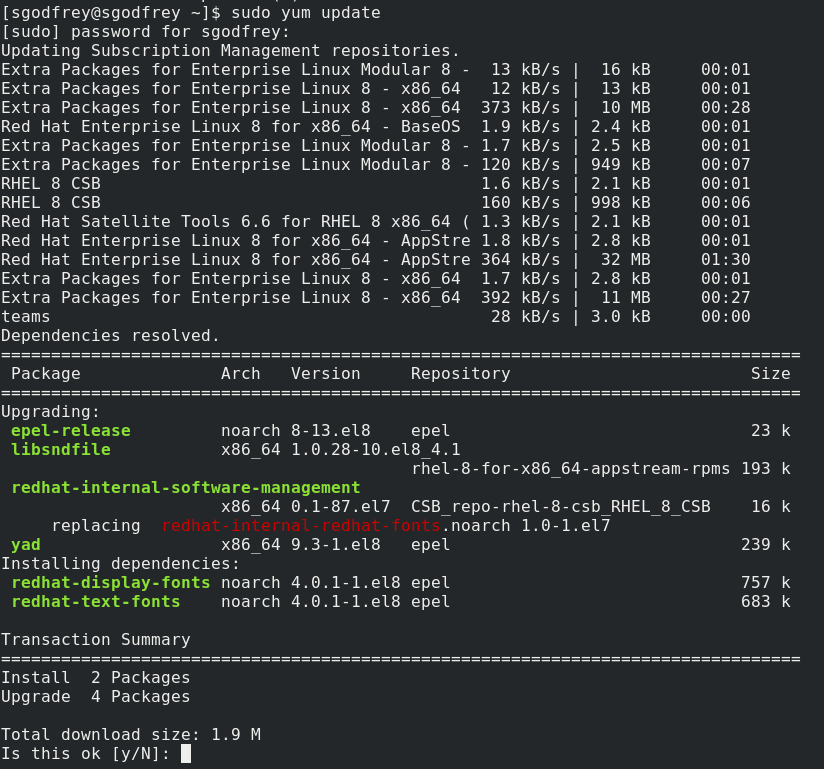 [sgodfrey@sgodfrey ~]$ sudo yum update
[sudo] password for sgodfrey:
Updating Subscription Management repositories.
Extra Packages for Enterprise Linux Modular 8 -  13 kB/s |  16 kB     00:01
Extra Packages for Enterprise Linux 8 - x86_64   12 kB/s |  13 kB     00:01
Extra Packages for Enterprise Linux 8 - x86_64  373 kB/s |  10 MB     00:28
Red Hat Enterprise Linux 8 for x86_64 - BaseOS  1.9 kB/s | 2.4 kB     00:01
Extra Packages for Enterprise Linux Modular 8 - 1.7 kB/s | 2.5 kB     00:01
Extra Packages for Enterprise Linux Modular 8 - 120 kB/s | 949 kB     00:07
RHEL 8 CSB                                      1.6 kB/s | 2.1 kB     00:01
RHEL 8 CSB                                      160 kB/s | 998 kB     00:06
Red Hat Satellite Tools 6.6 for RHEL 8 x86_64 ( 1.3 kB/s | 2.1 kB     00:01
Red Hat Enterprise Linux 8 for x86_64 - AppStre 1.8 kB/s | 2.8 kB     00:01
Red Hat Enterprise Linux 8 for x86_64 - AppStre 364 kB/s |  32 MB     01:30
Extra Packages for Enterprise Linux 8 - x86_64  1.7 kB/s | 2.8 kB     00:01
Extra Packages for Enterprise Linux 8 - x86_64  392 kB/s |  11 MB     00:27
teams                                            28 kB/s | 3.0 kB     00:00
Dependencies resolved.
================================================================================
 Package              Arch   Version     Repository                        Size
================================================================================
Upgrading:
 epel-release         noarch 8-13.el8    epel                              23 k
 libsndfile           x86_64 1.0.28-10.el8_4.1
                                         rhel-8-for-x86_64-appstream-rpms 193 k
 redhat-internal-software-management
                      x86_64 0.1-87.el7  CSB_repo-rhel-8-csb_RHEL_8_CSB    16 k
     replacing  redhat-internal-redhat-fonts.noarch 1.0-1.el7
 yad                  x86_64 9.3-1.el8   epel                             239 k
Installing dependencies:
 redhat-display-fonts noarch 4.0.1-1.el8 epel                             757 k
 redhat-text-fonts    noarch 4.0.1-1.el8 epel                             683 k

Transaction Summary
================================================================================
Install  2 Packages
Upgrade  4 Packages

Total download size: 1.9 M
Is this ok [y/N]: